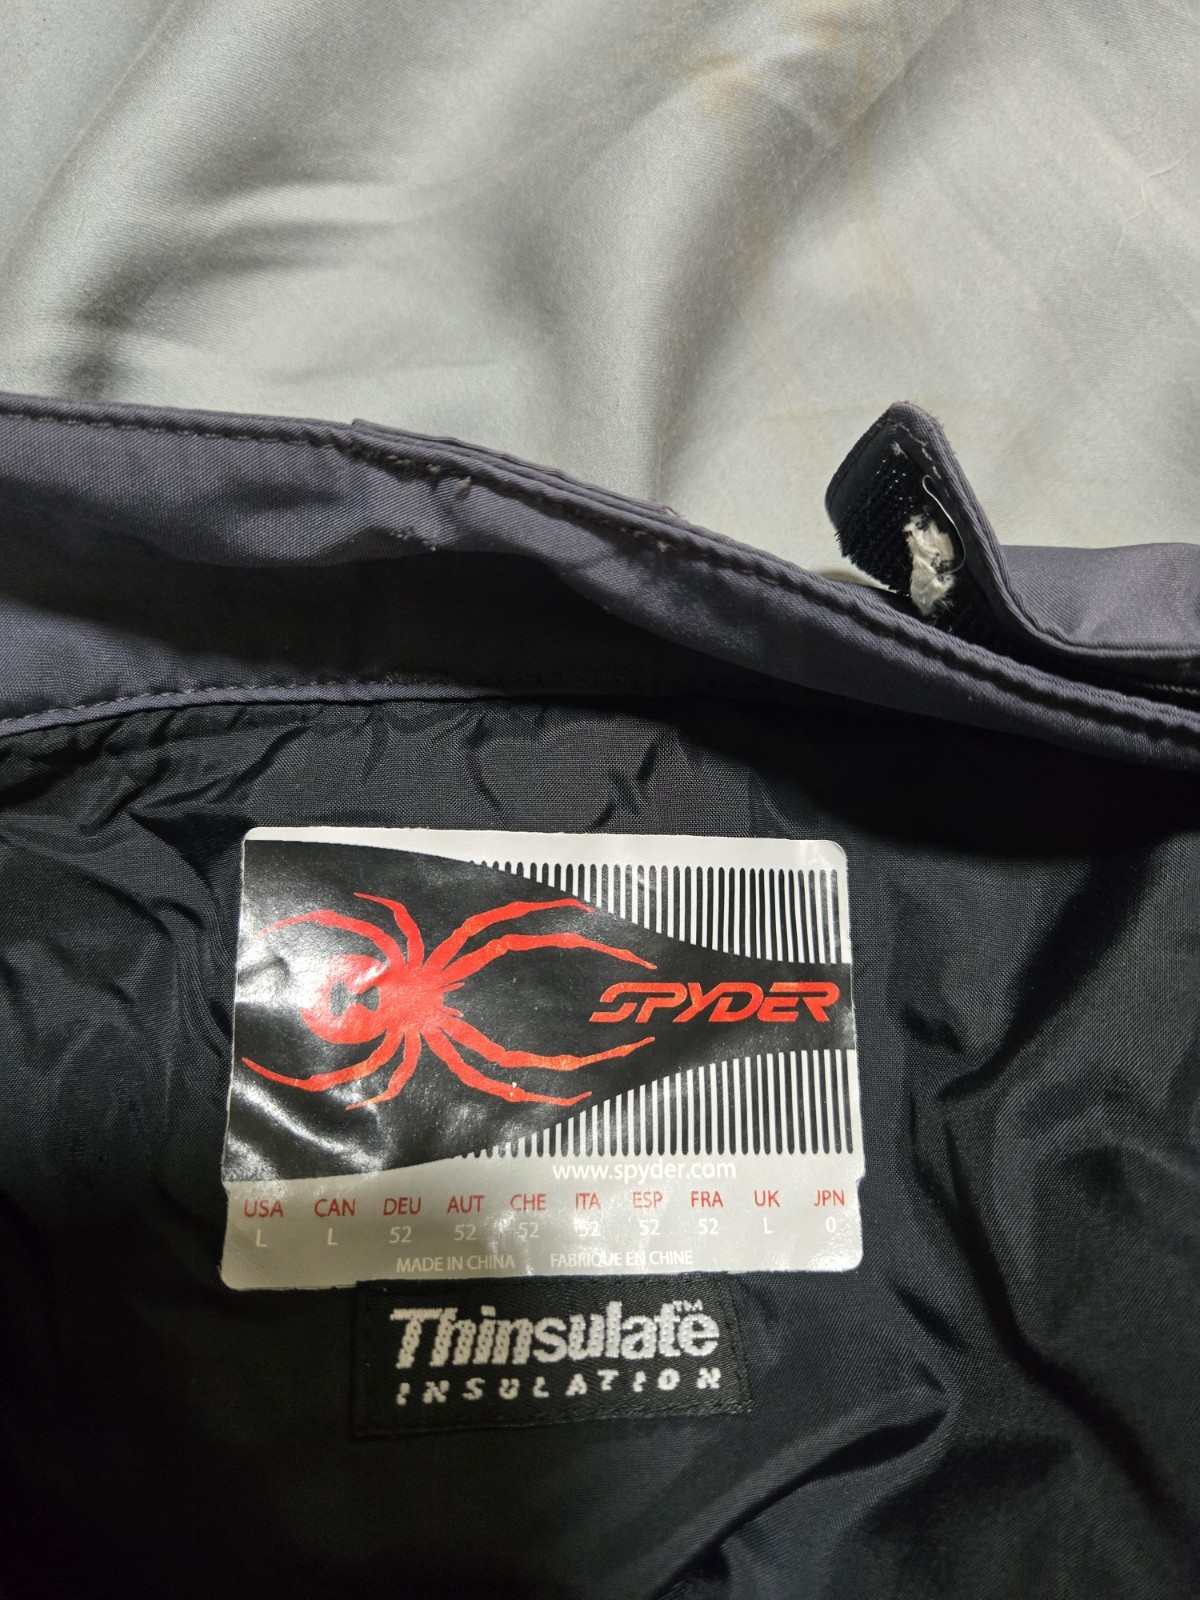 SPYDER
www.spyder.com
USA CAN DEU AUT CHE ITA ESP FRA UK JPN
L L 52 52 52 52 52 52 L O
MADE IN CHINA FABRIQUE EN CHINE
Thinsulate™
INSULATION